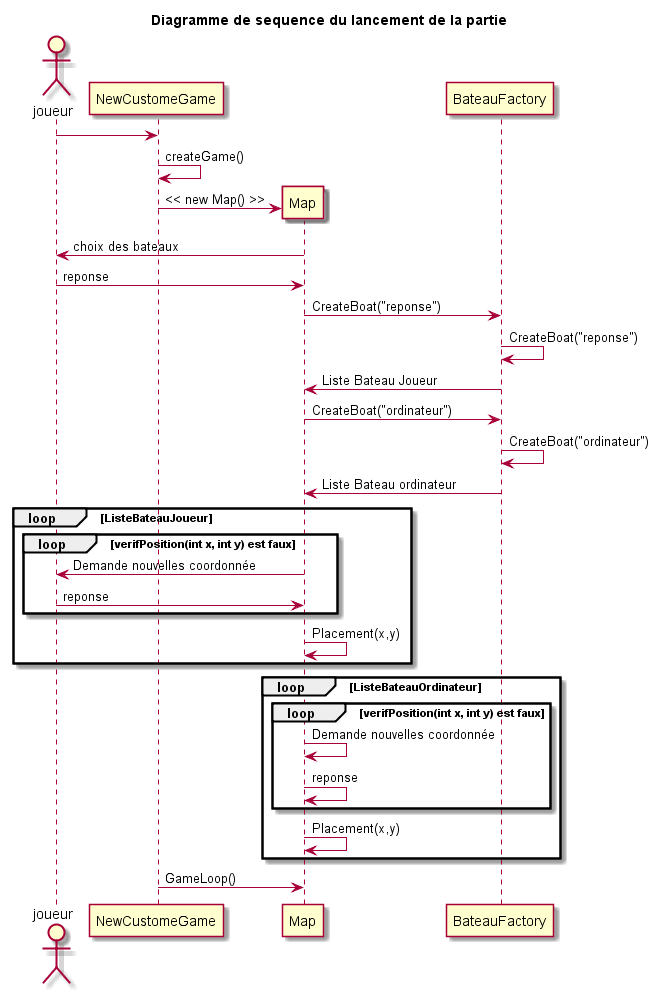 Diagramme de sequence du lancement de la partie
joueur
NewCustomeGame
BateauFactory
createGame()
<< new Map() >>
Map
choix des bateaux
reponse
CreateBoat("reponse")
CreateBoat("reponse")
Liste Bateau Joueur
CreateBoat("ordinateur")
CreateBoat("ordinateur")
Liste Bateau ordinateur
loop [ListeBateauJoueur]
loop [verifPosition(int x, int y) est faux]
Demande nouvelles coordonnée
reponse
Placement(x,y)
loop [ListeBateauOrdinateur]
loop [verifPosition(int x, int y) est faux]
Demande nouvelles coordonnée
reponse
Placement(x,y)
GameLoop()
joueur
NewCustomeGame
Map
BateauFactory